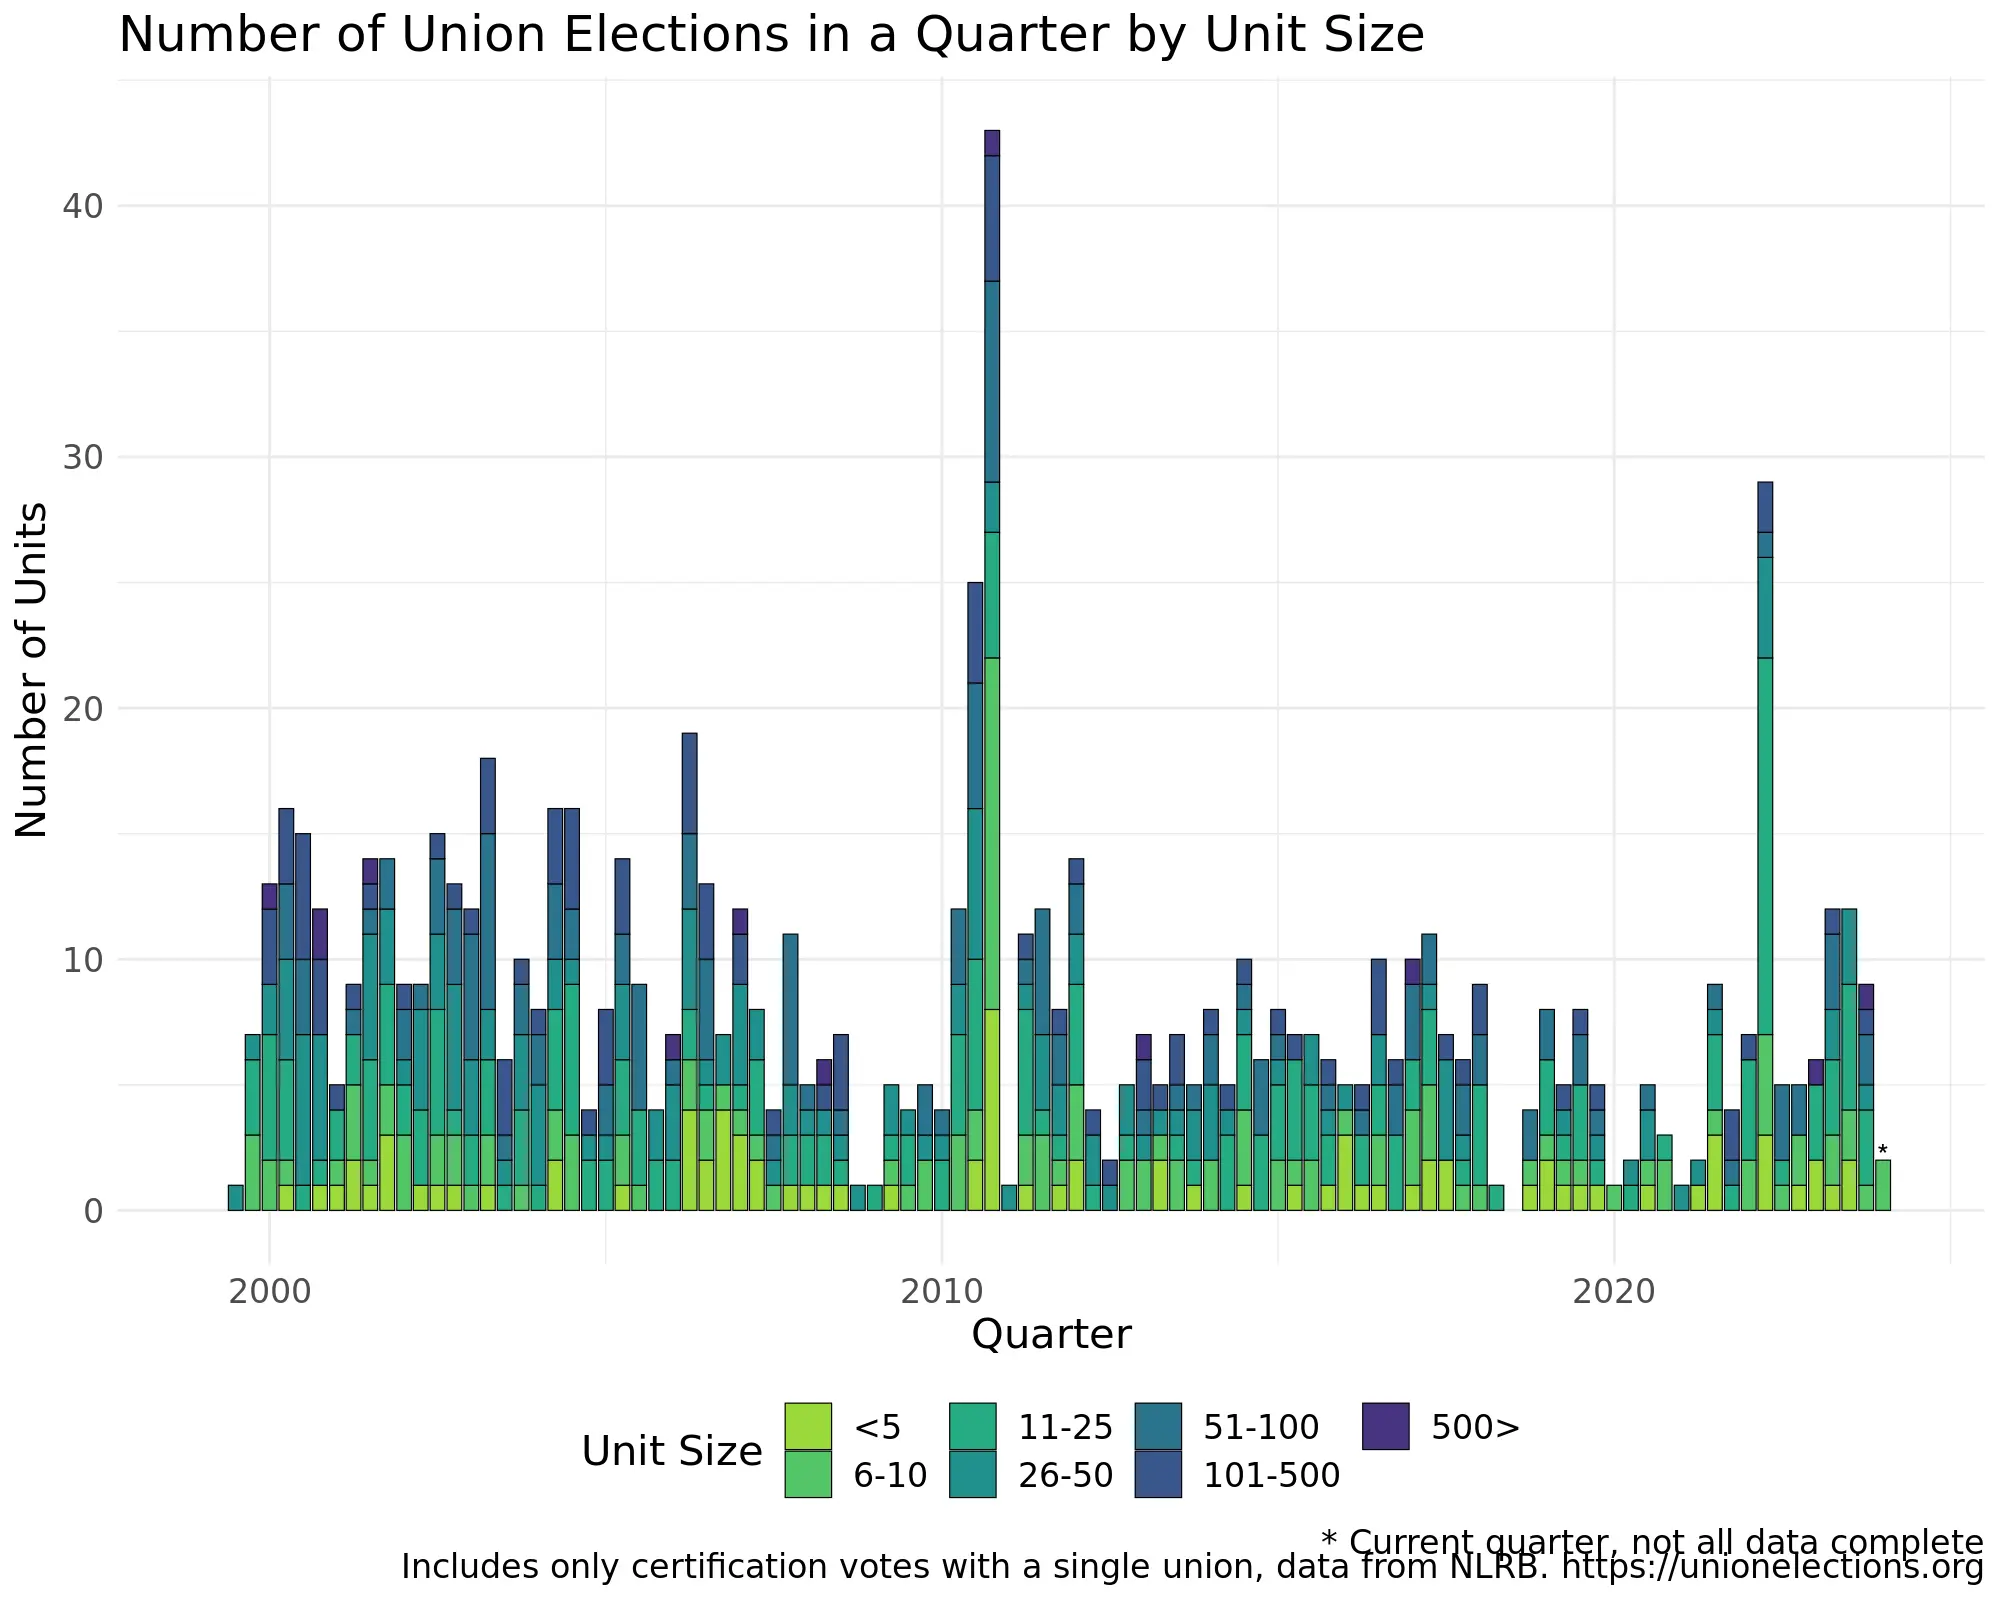 Number of Union Elections in a Quarter by Unit Size
Number of Units
40
30
20
10
0
*
2000 2010 2020
Quarter
Unit Size
<5 11-25 51-100 500>
6-10 26-50 101-500
* Current quarter, not all data complete
Includes only certification votes with a single union, data from NLRB. https://unionelections.org